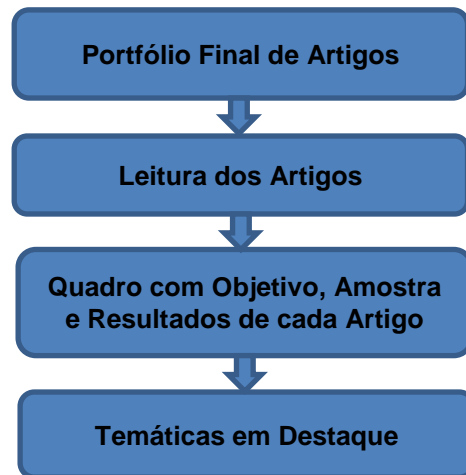 Portfólio Final de Artigos
Leitura dos Artigos
Quadro com Objetivo, Amostra
e Resultados de cada Artigo
Temáticas em Destaque